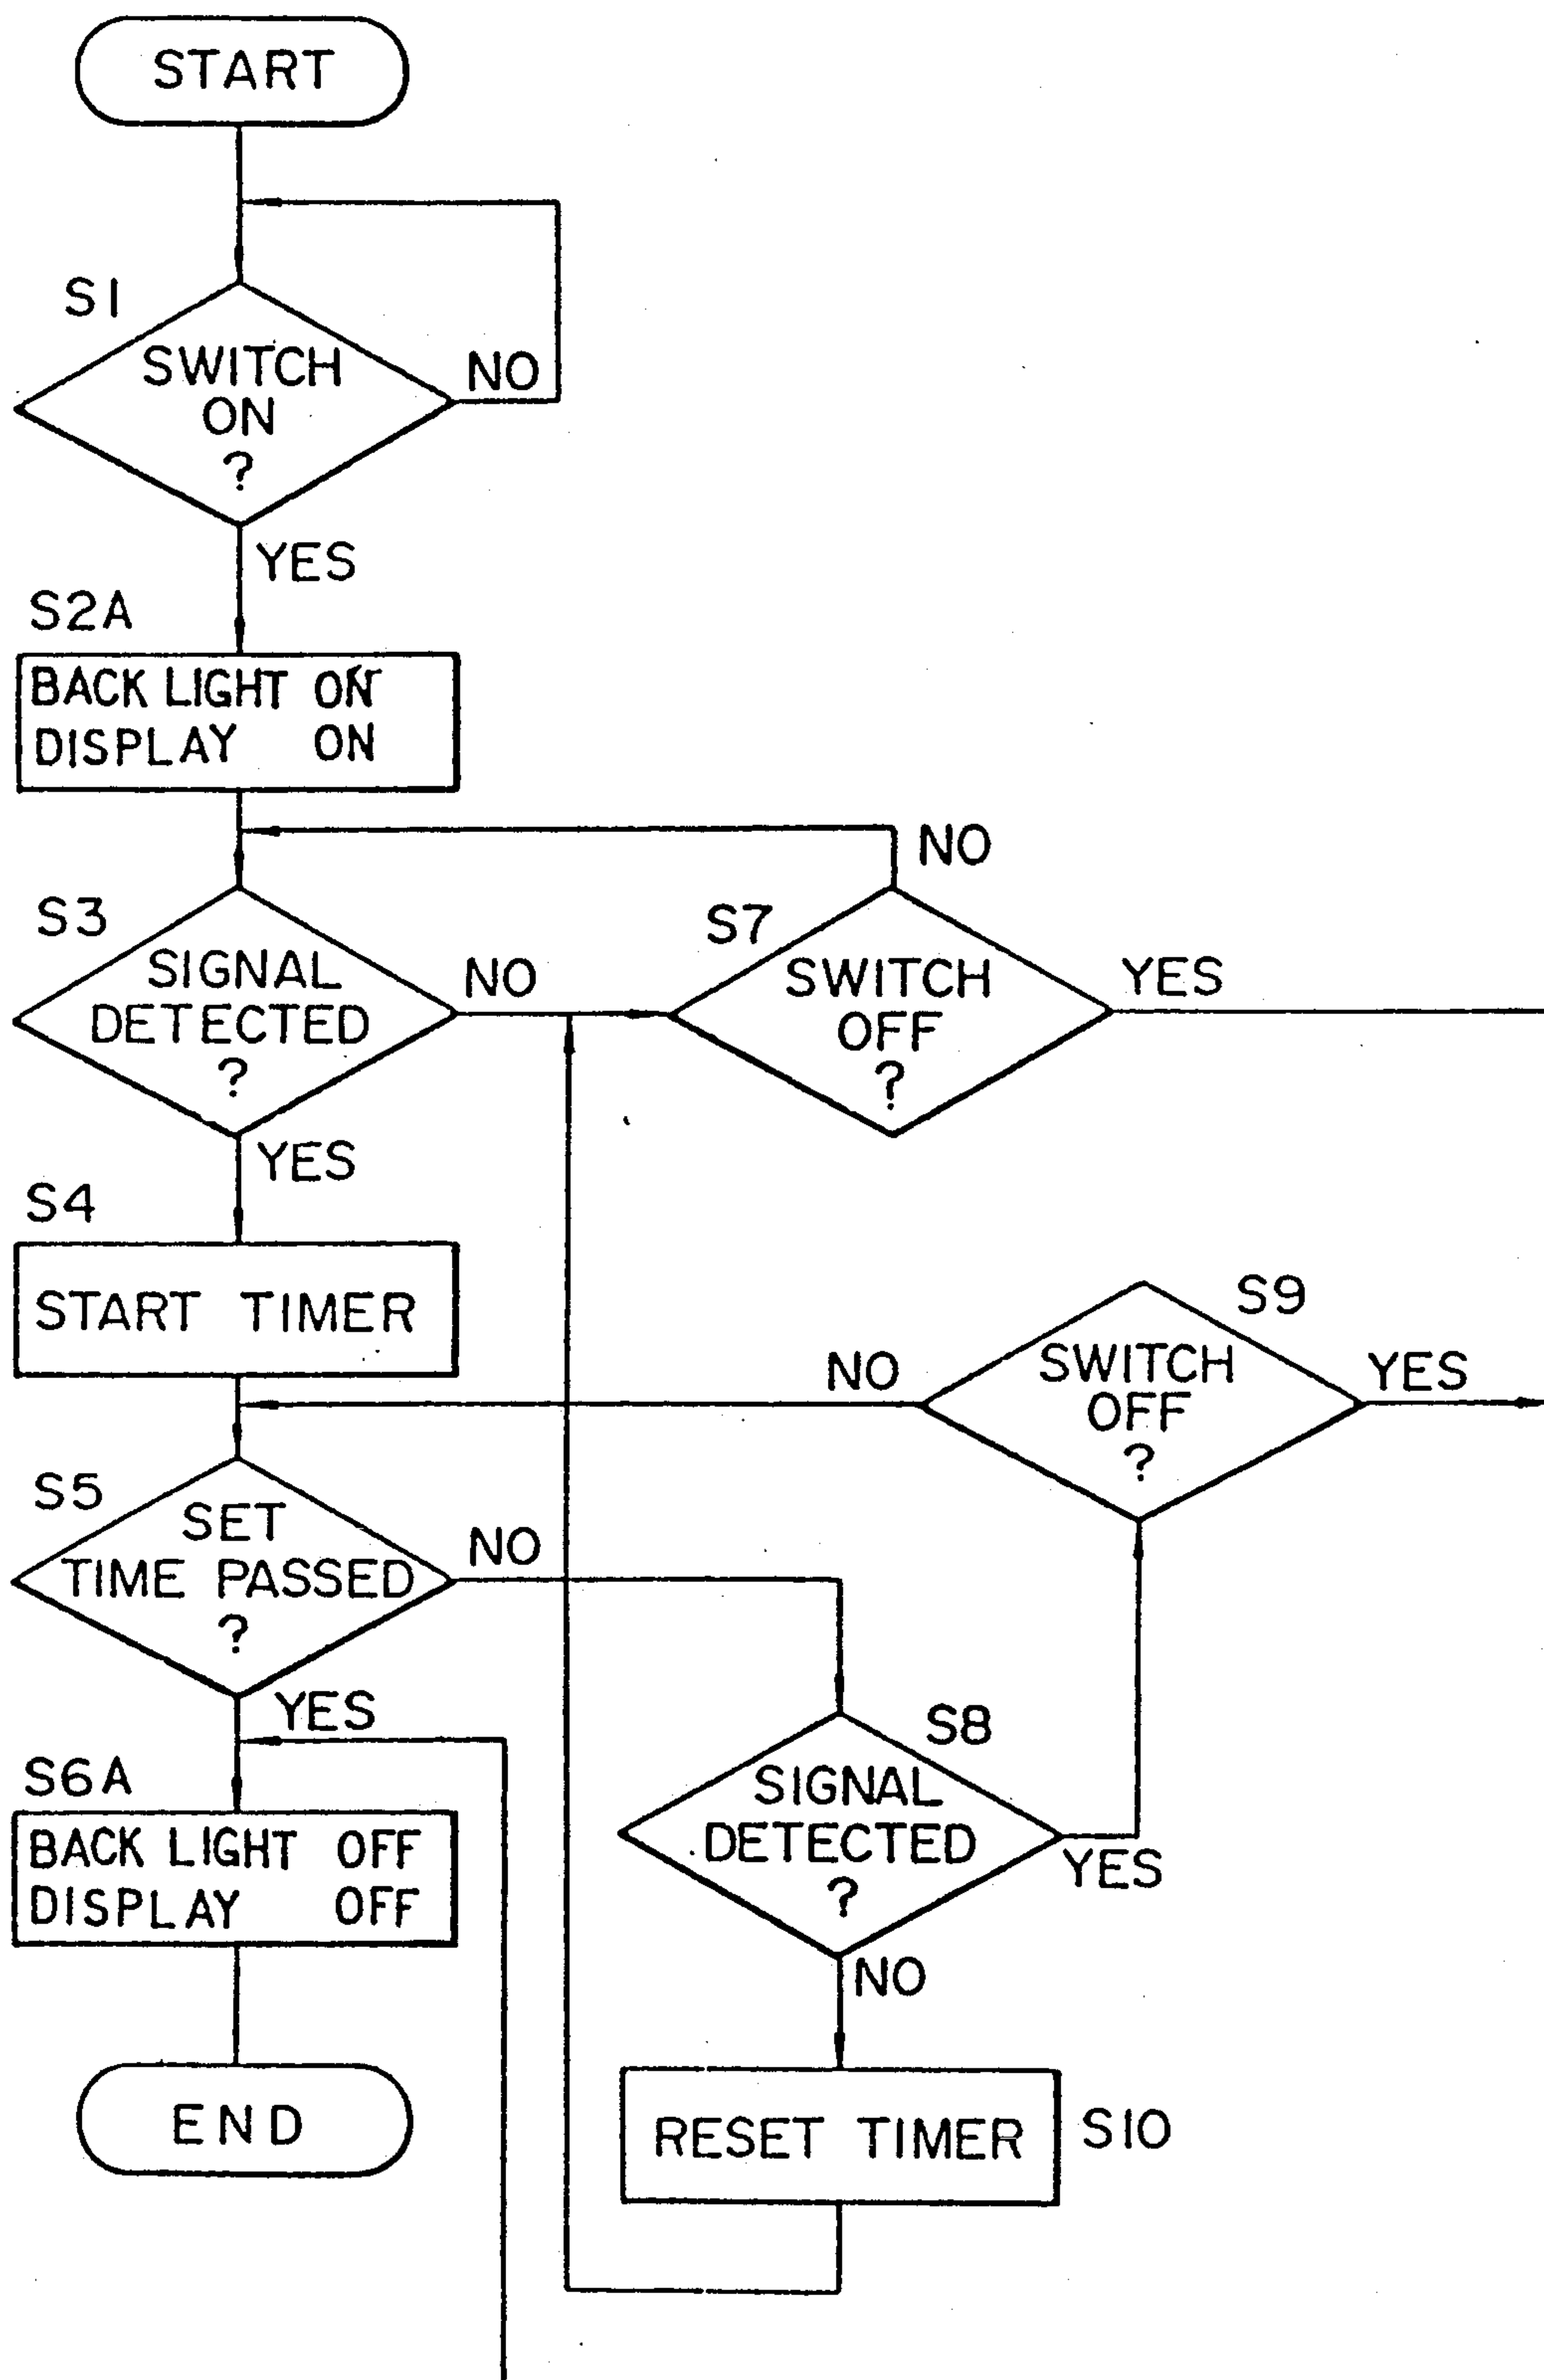 START
S1
SWITCH
ON
?
NO
YES
S2A
BACK LIGHT ON
DISPLAY ON
NO
S3
SIGNAL
DETECTED
?
NO
S7
SWITCH
OFF
?
YES
YES
S4
START TIMER
S9
SWITCH
OFF
?
NO
YES
S5
SET
TIME PASSED
?
NO
YES
S6A
BACK LIGHT OFF
DISPLAY OFF
S8
SIGNAL
DETECTED
?
YES
NO
END
RESET TIMER
S10